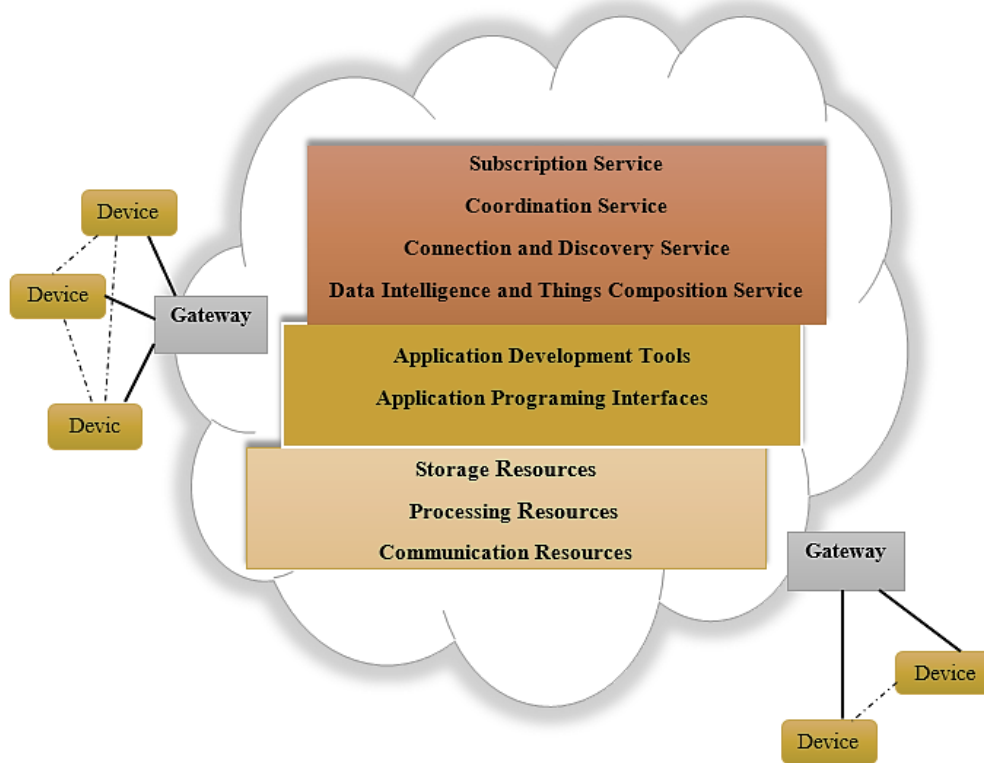 Subscription Service
Coordination Service
Connection and Discovery Service
Data Intelligence and Things Composition Service
Application Development Tools
Application Programing Interfaces
Storage Resources
Processing Resources
Communication Resources
Device
Device
Devic
Gateway
Gateway
Device
Device